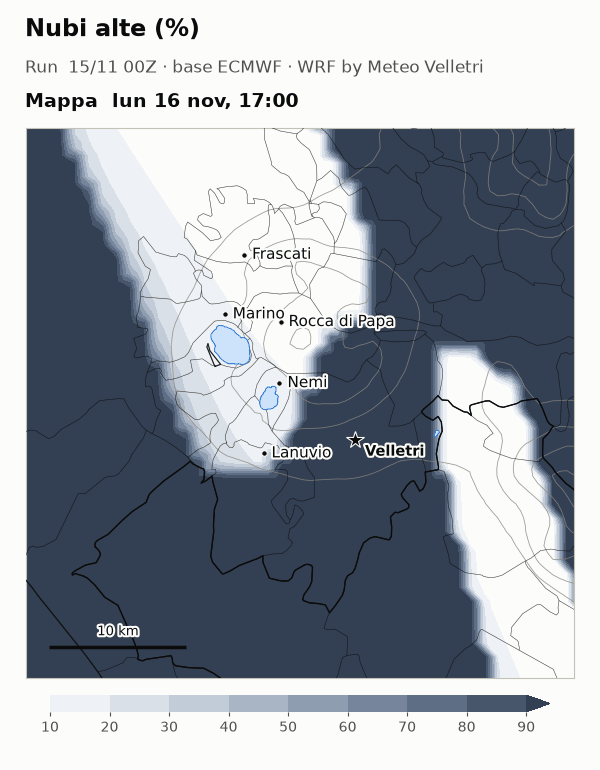 Nubi alte (%)
Run  15/11 00Z · base ECMWF · WRF by Meteo Velletri
Mappa  lun 16 nov, 17:00
Frascati
Marino
Rocca di Papa
Nemi
Velletri
Lanuvio
10 km
10 20 30 40 50 60 70 80 90